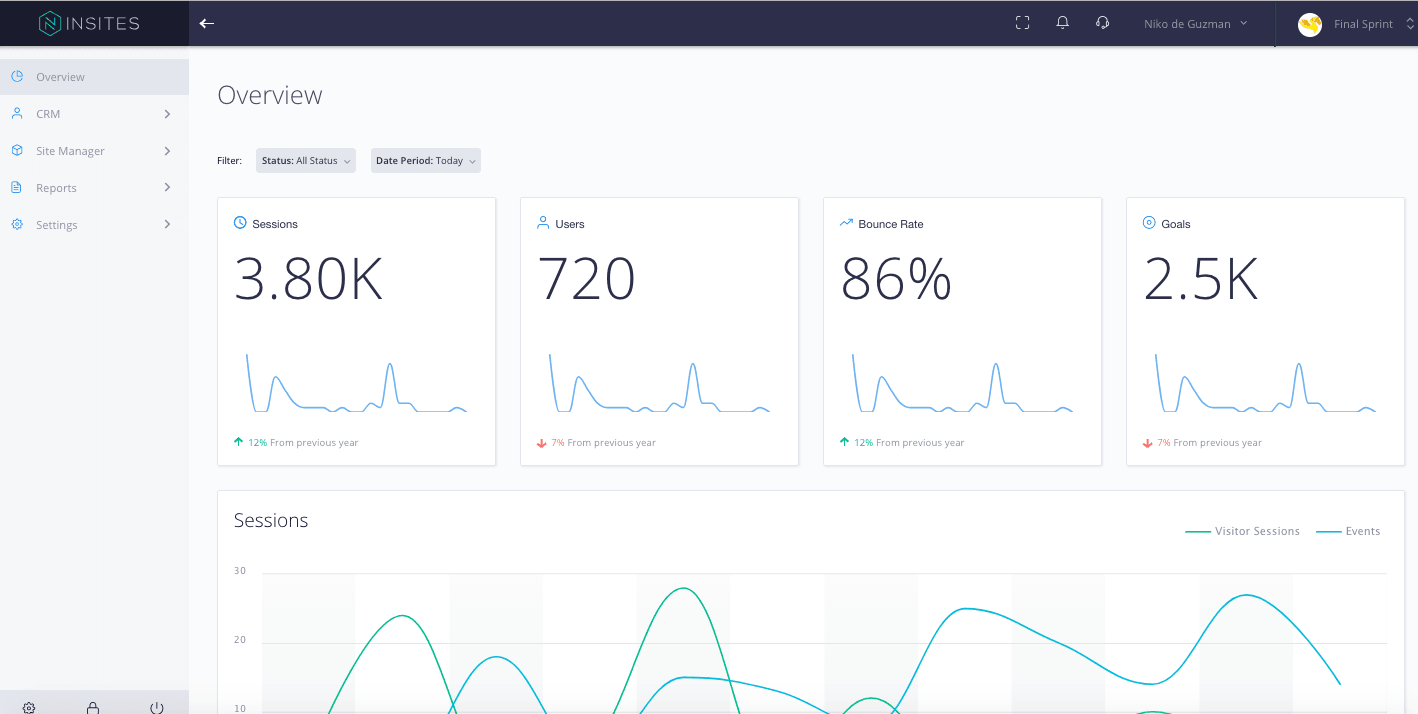 INSITES
Niko de Guzman
Final Sprint
Overview
CRM
Site Manager
Reports
Settings
Overview
Filter:
Status: All Status
Date Period: Today
Sessions
3.80K
12% From previous year
Users
720
7% From previous year
Bounce Rate
86%
12% From previous year
Goals
2.5K
7% From previous year
Sessions
Visitor Sessions
Events
30
20
10